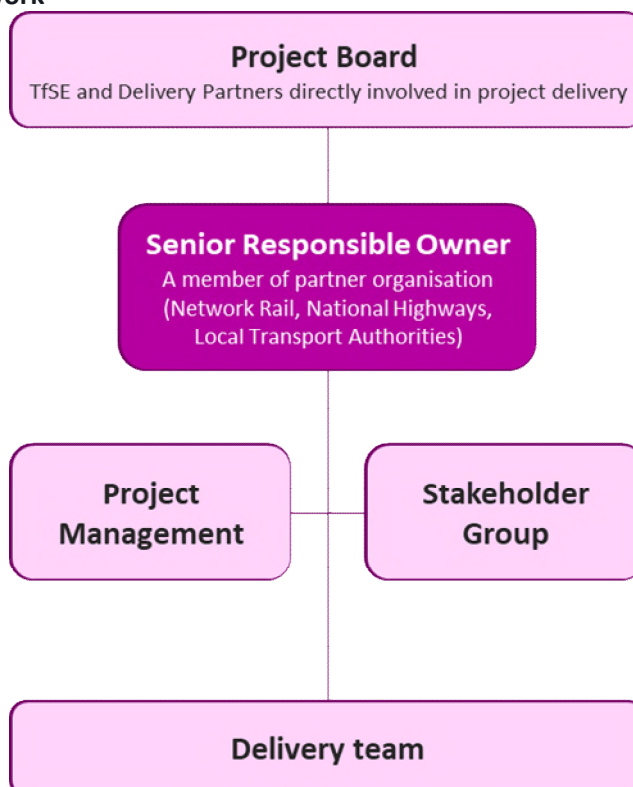 Project Board
TfSE and Delivery Partners directly involved in project delivery
Senior Responsible Owner
A member of partner organisation
(Network Rail, National Highways,
Local Transport Authorities)
Project
Management
Stakeholder
Group
Delivery team